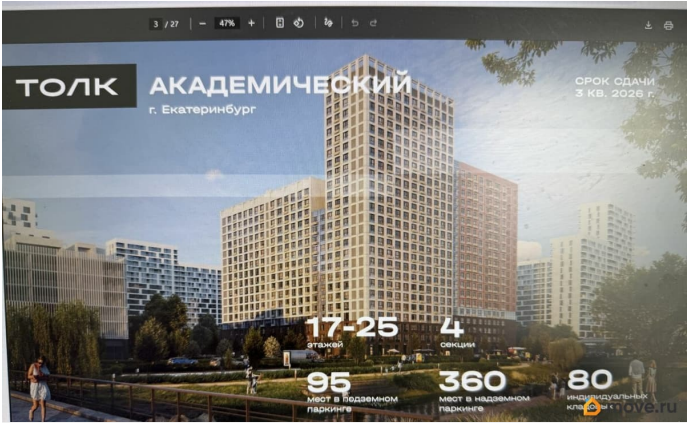 3 / 27
47%
ТОЛК
АКАДЕМИЧЕСКИЙ
г. Екатеринбург
СРОК СДАЧИ
3 КВ. 2026 г.
17-25
этажей
4
секции
95
мест в подземном
паркинге
360
мест в надземном
паркинге
80
индивидуальных
кладовых
move.ru